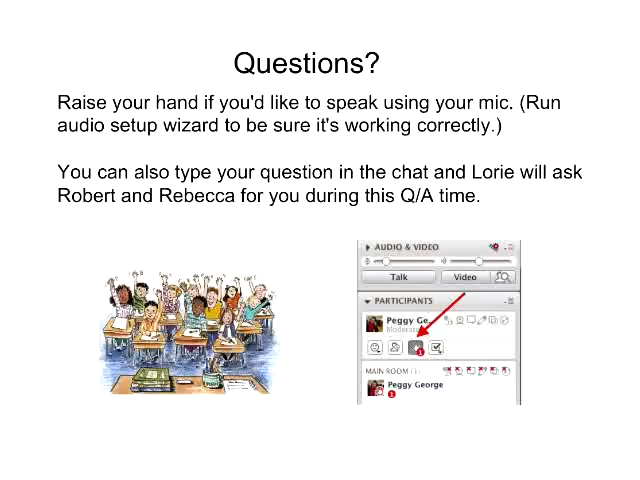 Questions?
Raise your hand if you'd like to speak using your mic. (Run
audio setup wizard to be sure it's working correctly.)
You can also type your question in the chat and Lorie will ask
Robert and Rebecca for you during this Q/A time.
AUDIO & VIDEO
Talk Video
PARTICIPANTS
Peggy Ge...
Moderato
1
MAIN ROOM
Peggy George
1